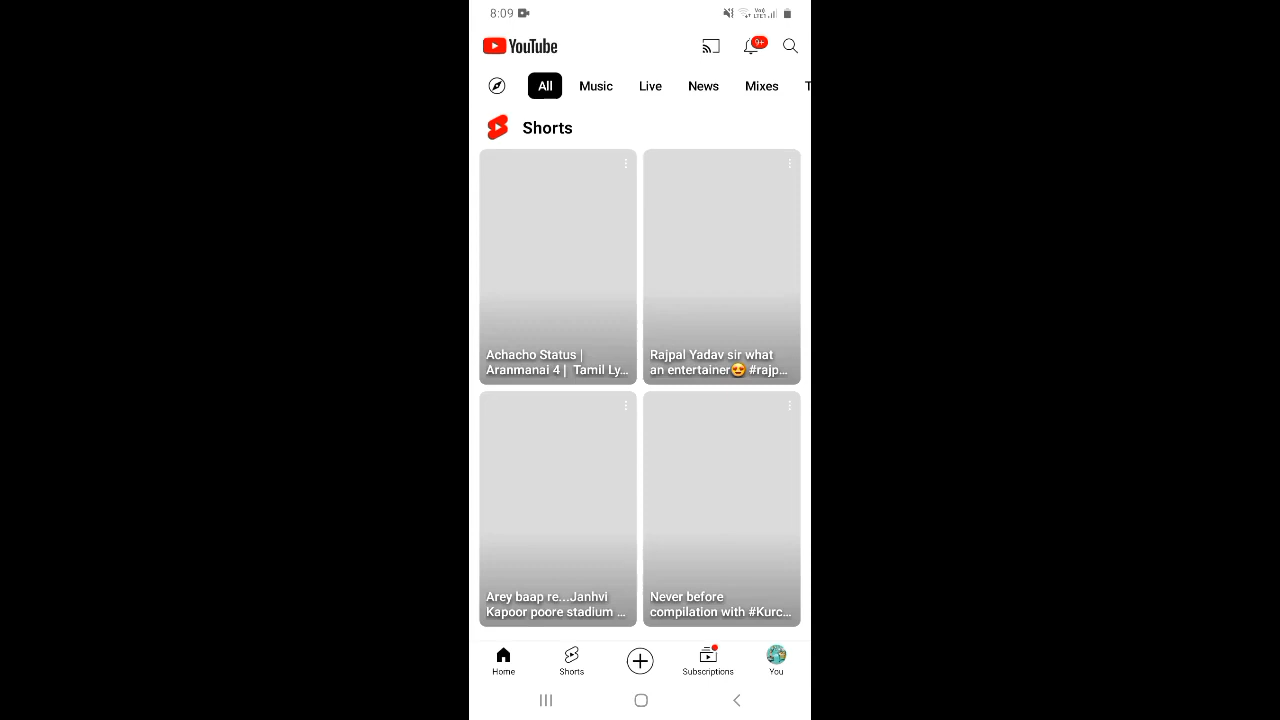 8:09
YouTube
9+
All Music Live News Mixes T
Shorts
Achacho Status |
Aranmanai 4 | Tamil Ly...
Rajpal Yadav sir what
an entertainer😍 #rajp...
Arey baap re...Janhvi
Kapoor poore stadium ...
Never before
compilation with #Kurc...
Home Shorts Subscriptions You